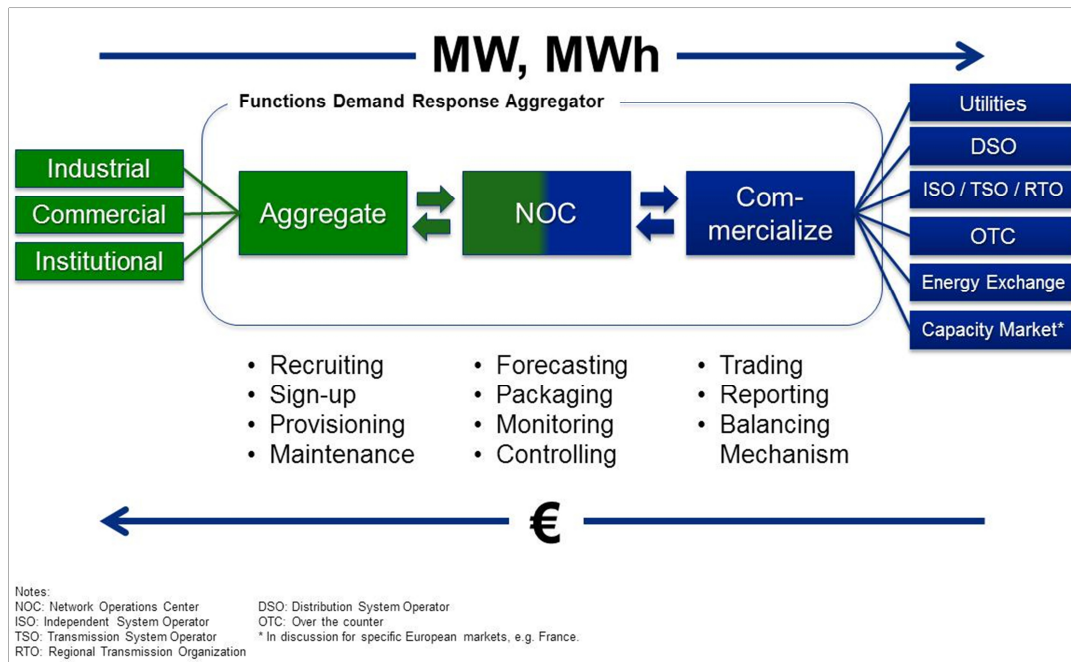 MW, MWh
Functions Demand Response Aggregator
Industrial
Commercial
Institutional
Aggregate
NOC
Com-
mercialize
Utilities
DSO
ISO / TSO / RTO
OTC
Energy Exchange
Capacity Market*
• Recruiting
• Sign-up
• Provisioning
• Maintenance
• Forecasting
• Packaging
• Monitoring
• Controlling
• Trading
• Reporting
• Balancing
Mechanism
€
Notes:
NOC: Network Operations Center
ISO: Independent System Operator
TSO: Transmission System Operator
RTO: Regional Transmission Organization
DSO: Distribution System Operator
OTC: Over the counter
* In discussion for specific European markets, e.g. France.